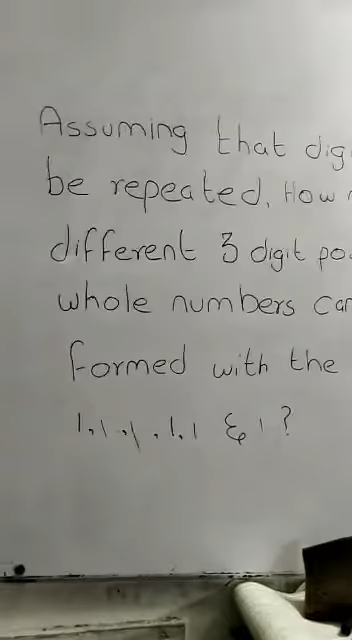 Assuming that dig
be repeated. How
different 3 digit po
whole numbers can
formed with the
1,1,1,1,1 & 1?